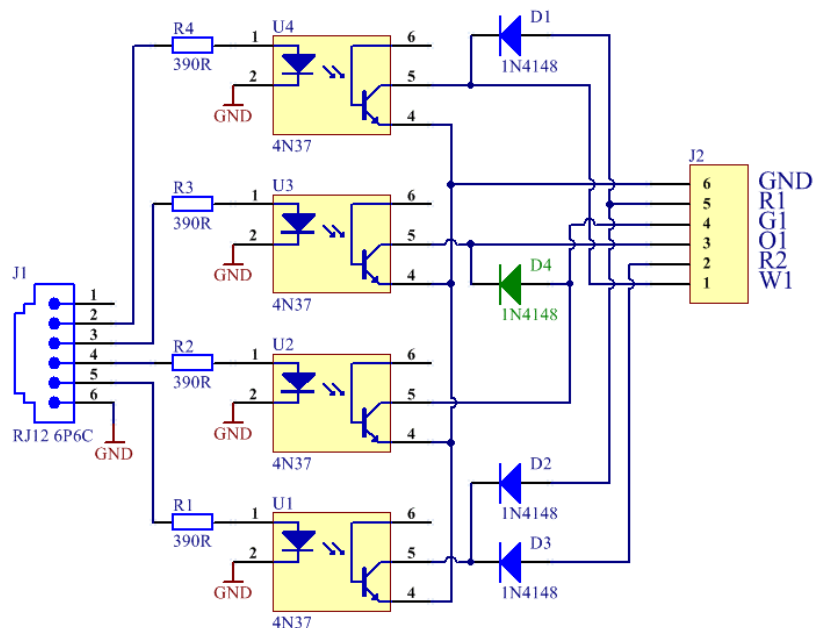 R4
390R
1
2
GND
U4
4N37
6
5
4
D1
1N4148
R3
390R
1
2
GND
U3
4N37
6
5
4
D4
1N4148
J2
6 GND
5 R1
4 G1
3 O1
2 R2
1 W1
J1
1
2
3
4
5
6
RJ12 6P6C
GND
R2
390R
1
2
GND
U2
4N37
6
5
4
D2
1N4148
R1
390R
1
2
GND
U1
4N37
6
5
4
D3
1N4148